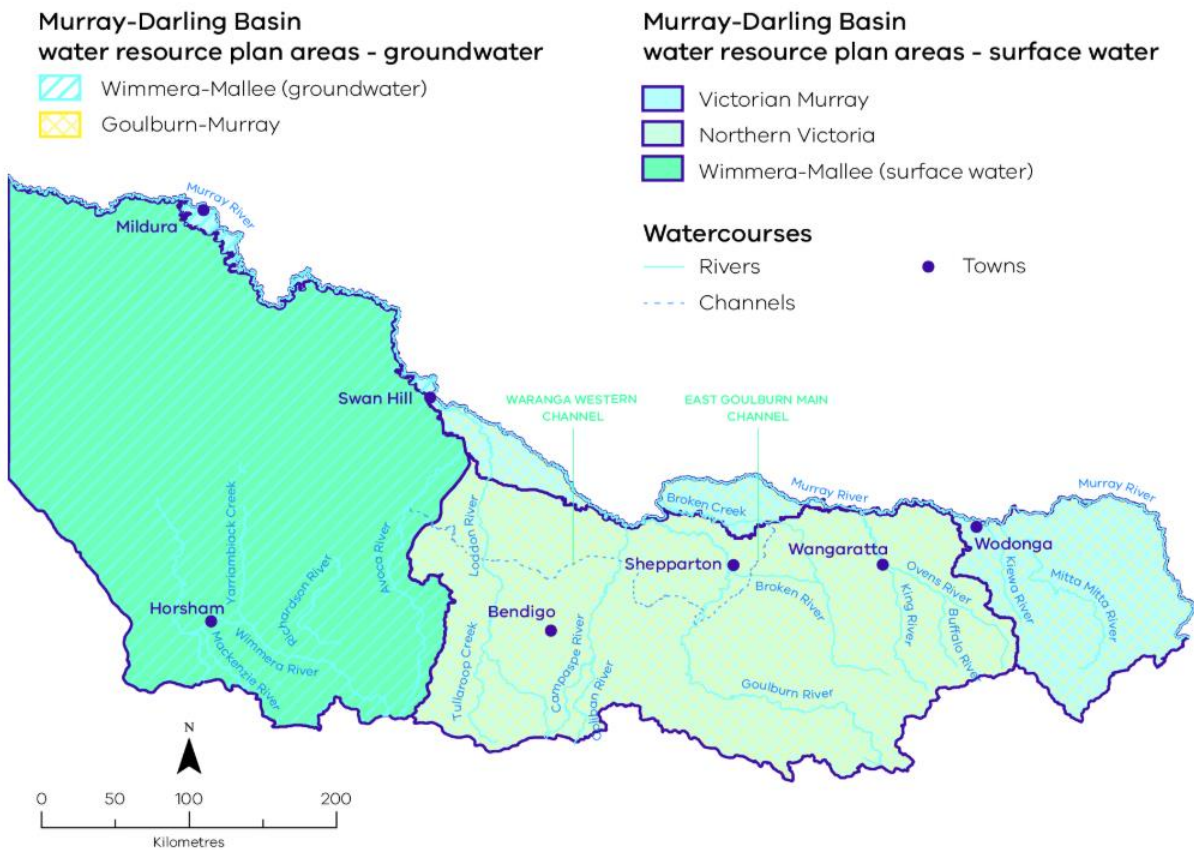 Murray-Darling Basin
water resource plan areas - groundwater
Wimmera-Mallee (groundwater)
Goulburn-Murray
Murray-Darling Basin
water resource plan areas - surface water
Victorian Murray
Northern Victoria
Wimmera-Mallee (surface water)
Watercourses
Rivers
Channels
Towns
Murray River
Mildura
Swan Hill
WARANGA WESTERN
CHANNEL
EAST GOULBURN MAIN
CHANNEL
Murray River
Murray River
Broken Creek
Yarriambiack Creek
Richardson River
Avoca River
Loddon River
Shepparton
Wangaratta
Wodonga
Kiewa River
Mitta Mitta River
Ovens River
Broken River
King River
Buffalo River
Horsham
Bendigo
Wimmera River
Mackenzie River
Tullaroop Creek
Campaspe River
Coliban River
Goulburn River
N
0 50 100 200
Kilometres